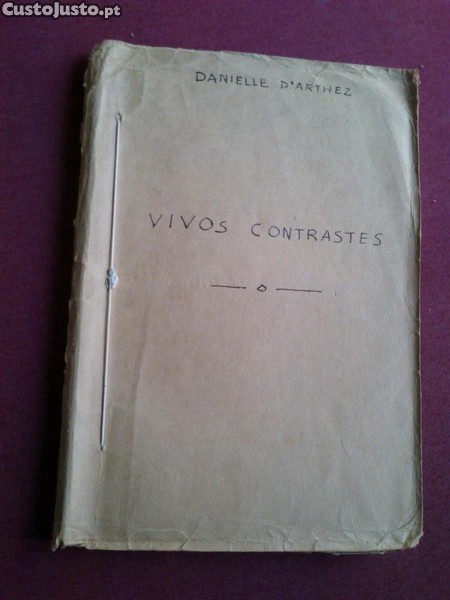 CustoJusto.pt
DANIELLE D'ARTHEZ
VIVOS CONTRASTES